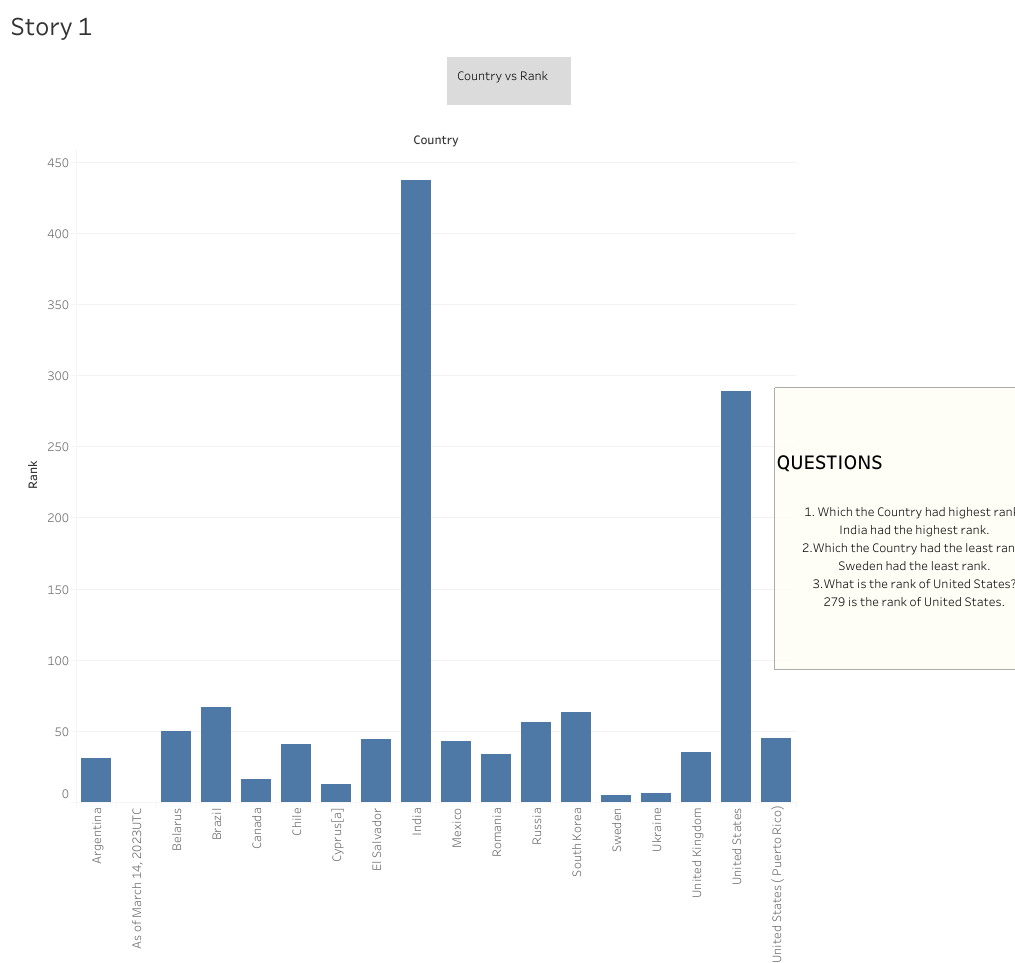 Story 1
Country vs Rank
Country
450
400
350
300
250
200
150
100
50
0
Rank
Argentina
As of March 14, 2023UTC
Belarus
Brazil
Canada
Chile
Cyprus[a]
El Salvador
India
Mexico
Romania
Russia
South Korea
Sweden
Ukraine
United Kingdom
United States
United States ( Puerto Rico)
QUESTIONS
1. Which the Country had highest rank
India had the highest rank.
2.Which the Country had the least ran
Sweden had the least rank.
3.What is the rank of United States?
279 is the rank of United States.